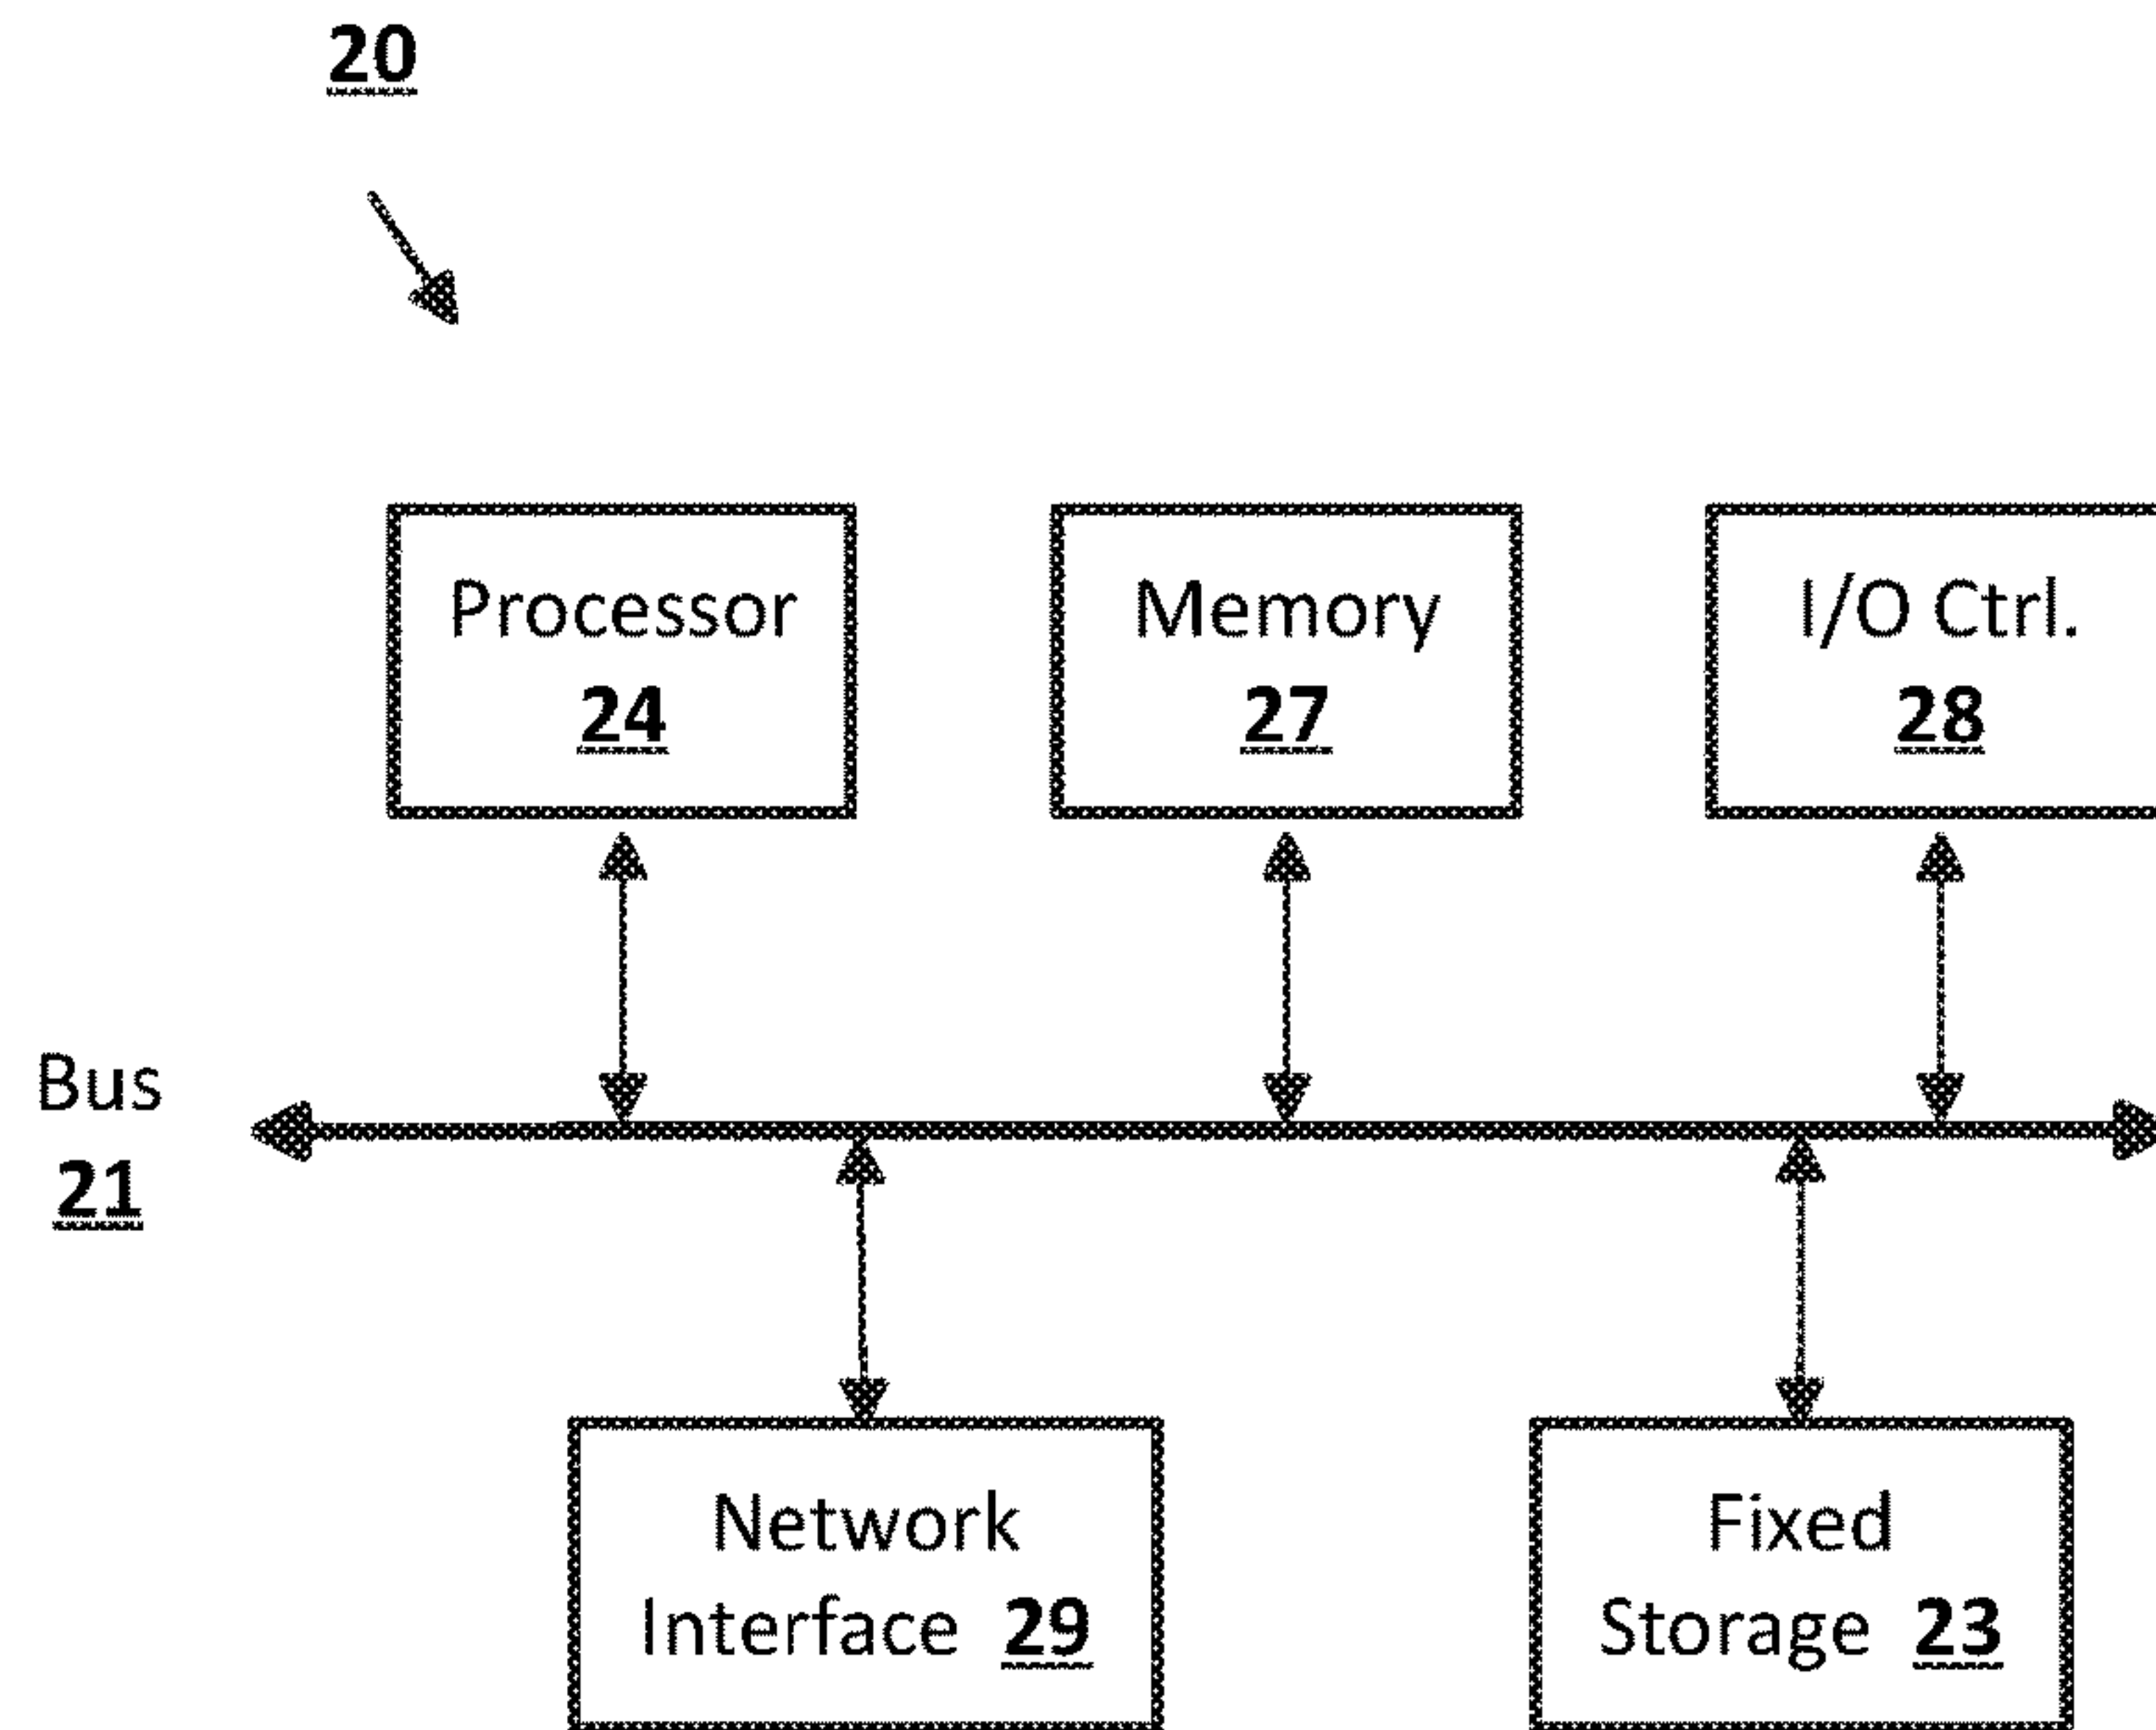 20
Processor
24
Memory
27
I/O Ctrl.
28
Bus
21
Network
Interface 29
Fixed
Storage 23